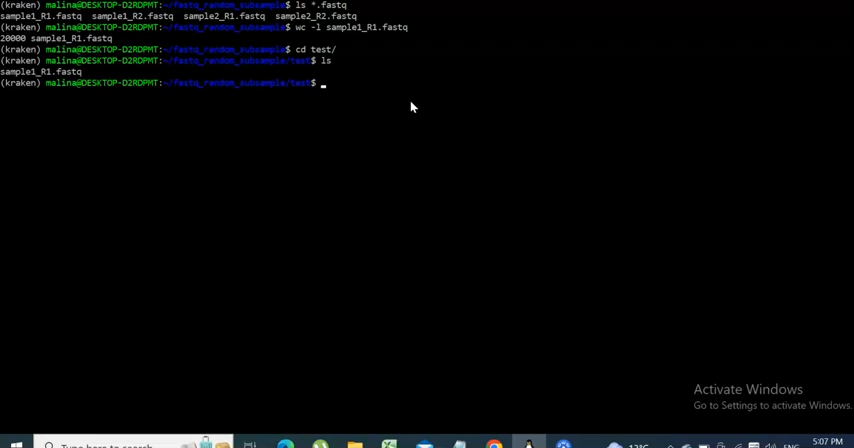 (kraken) malina@DESKTOP-D2RDPMT:~/fastq_random_subsample$ ls *.fastq
sample1_R1.fastq  sample1_R2.fastq  sample2_R1.fastq  sample2_R2.fastq
(kraken) malina@DESKTOP-D2RDPMT:~/fastq_random_subsample$ wc -l sample1_R1.fastq
20000 sample1_R1.fastq
(kraken) malina@DESKTOP-D2RDPMT:~/fastq_random_subsample$ cd test/
(kraken) malina@DESKTOP-D2RDPMT:~/fastq_random_subsample/test$ ls
sample1_R1.fastq
(kraken) malina@DESKTOP-D2RDPMT:~/fastq_random_subsample/test$
Activate Windows
Go to Settings to activate Windows.
Type here to search
12°C
ENG
5:07 PM